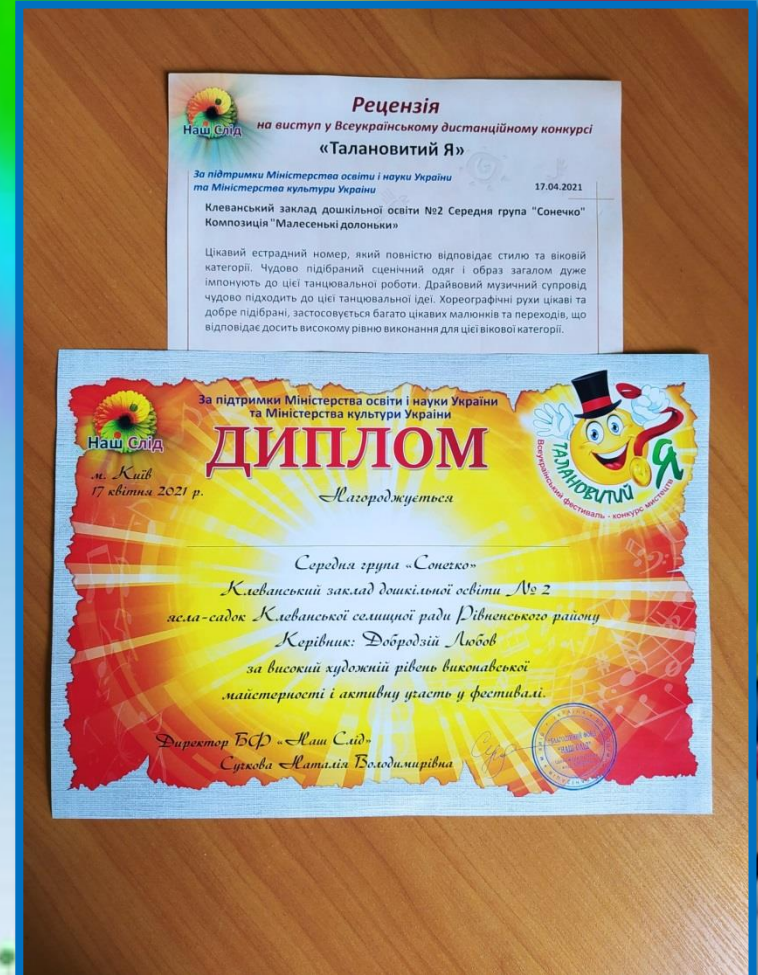 Наш Слід
Рецензія
на виступ у Всеукраїнському дистанційному конкурсі
«Талановитий Я»
За підтримки Міністерства освіти і науки України
та Міністерства культури України
17.04.2021
Клеванський заклад дошкільної освіти №2 Середня група "Сонечко"
Композиція "Малесенькі долоньки»
Цікавий естрадний номер, який повністю відповідає стилю та віковій
категорії. Чудово підібраний сценічний одяг і образ загалом дуже
імпонують до цієї танцювальної роботи. Драйвовий музичний супровід
чудово підходить до цієї танцювальної ідеї. Хореографічні рухи цікаві та
добре підібрані, застосовується багато цікавих малюнків та переходів, що
відповідає досить високому рівню виконання для цієї вікової категорії.
За підтримки Міністерства освіти і науки України
та Міністерства культури України
Наш Слід
ДИПЛОМ
м. Київ
17 квітня 2021 р.
ТАЛАНОВИТИЙ Я
Всеукраїнський фестиваль - конкурс мистецтв
Нагороджується
Середня група «Сонечко»
Клеванський заклад дошкільної освіти № 2
ясла-садок Клеванської селищної ради Рівненського району
Керівник: Добродзій Любов
за високий художній рівень виконавської
майстерності і активну участь у фестивалі.
Директор БФ «Наш Слід»
Сучкова Наталія Володимирівна